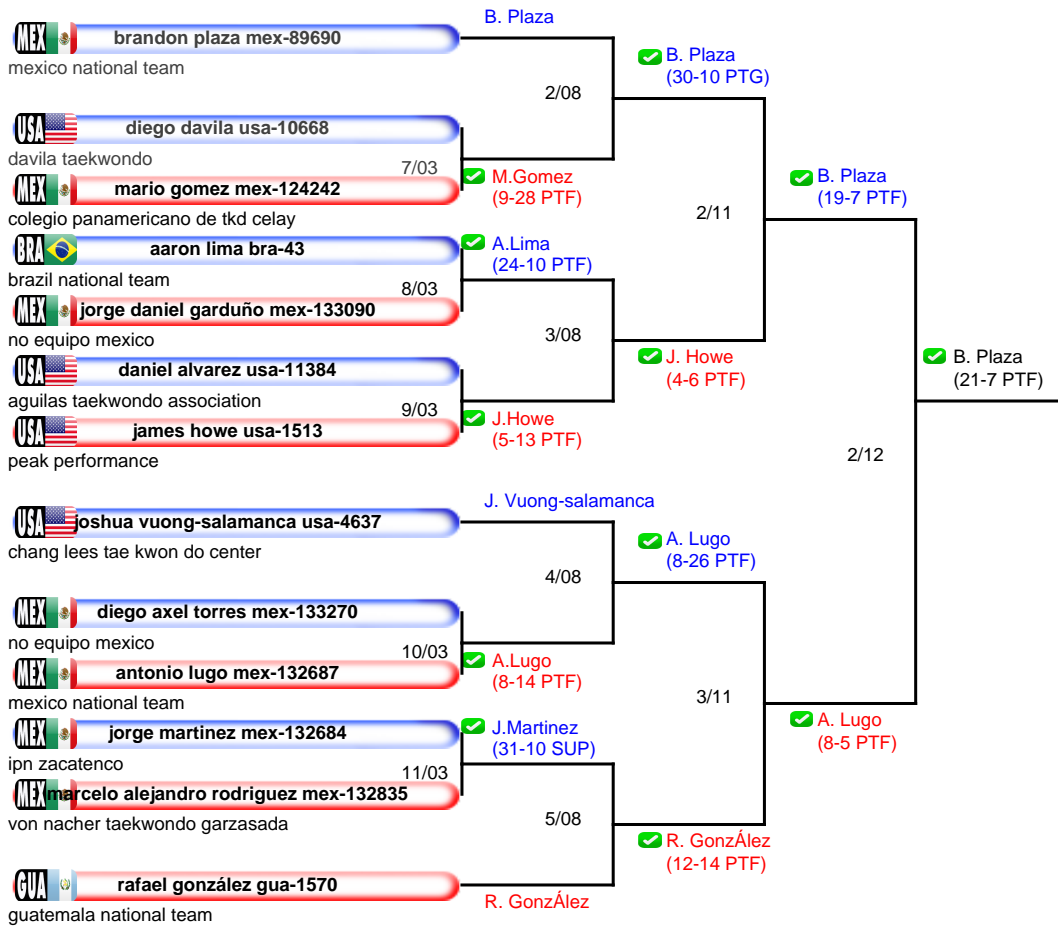 B. Plaza
MEX brandon plaza mex-89690
mexico national team
B. Plaza
(30-10 PTG)
2/08
USA diego davila usa-10668
davila taekwondo
7/03
MEX mario gomez mex-124242
M.Gomez
(9-28 PTF)
colegio panamericano de tkd celay
B. Plaza
(19-7 PTF)
2/11
BRA aaron lima bra-43
A.Lima
(24-10 PTF)
brazil national team
8/03
MEX jorge daniel garduño mex-133090
no equipo mexico
3/08
J. Howe
(4-6 PTF)
USA daniel alvarez usa-11384
aguilas taekwondo association
9/03
USA james howe usa-1513
J.Howe
(5-13 PTF)
peak performance
B. Plaza
(21-7 PTF)
2/12
J. Vuong-salamanca
USA joshua vuong-salamanca usa-4637
chang lees tae kwon do center
A. Lugo
(8-26 PTF)
4/08
MEX diego axel torres mex-133270
no equipo mexico
10/03
MEX antonio lugo mex-132687
A.Lugo
(8-14 PTF)
mexico national team
3/11
A. Lugo
(8-5 PTF)
MEX jorge martinez mex-132684
J.Martinez
(31-10 SUP)
ipn zacatenco
11/03
MEX marcelo alejandro rodriguez mex-132835
von nacher taekwondo garzasada
5/08
R. GonzÁlez
(12-14 PTF)
GUA rafael gonzález gua-1570
R. GonzÁlez
guatemala national team